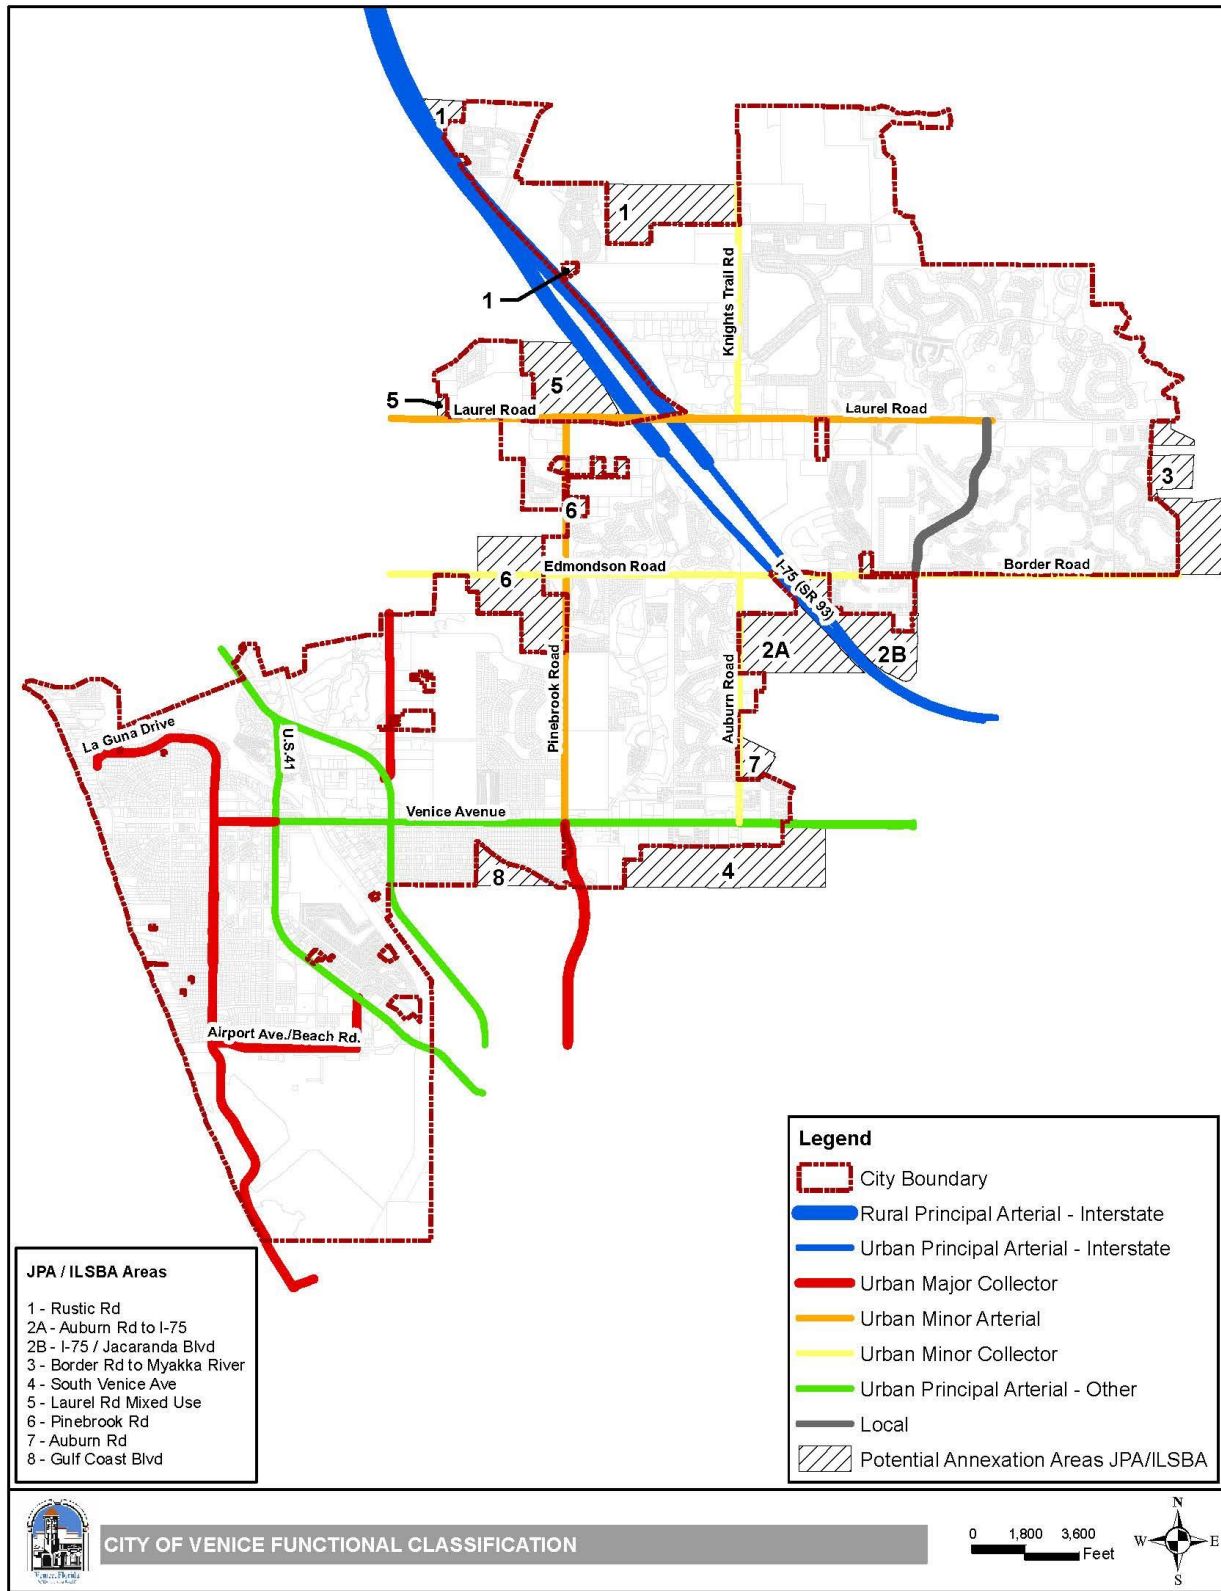 1
1
1
Knights Trail Rd
5
5
Laurel Road
Laurel Road
3
6
6
Edmondson Road
I-75 (SR 93)
Border Road
2A
2B
Pinebrook Road
Auburn Road
La Guna Drive
U.S.41
7
Venice Avenue
8
4
Airport Ave./Beach Rd.
Legend
City Boundary
Rural Principal Arterial - Interstate
Urban Principal Arterial - Interstate
Urban Major Collector
Urban Minor Arterial
Urban Minor Collector
Urban Principal Arterial - Other
Local
Potential Annexation Areas JPA/ILSBA
JPA / ILSBA Areas
1 - Rustic Rd
2A - Auburn Rd to I-75
2B - I-75 / Jacaranda Blvd
3 - Border Rd to Myakka River
4 - South Venice Ave
5 - Laurel Rd Mixed Use
6 - Pinebrook Rd
7 - Auburn Rd
8 - Gulf Coast Blvd
Venice, Florida
CITY OF VENICE FUNCTIONAL CLASSIFICATION
0 1,800 3,600
Feet
N
W E
S